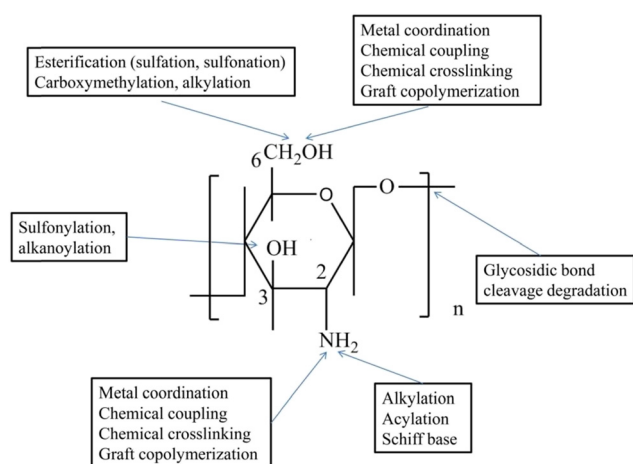 Esterification (sulfation, sulfonation)
Carboxymethylation, alkylation
Metal coordination
Chemical coupling
Chemical crosslinking
Graft copolymerization
6 CH₂OH
O
O
Sulfonylation,
alkanoylation
OH
2
3
NH₂
n
Glycosidic bond
cleavage degradation
Metal coordination
Chemical coupling
Chemical crosslinking
Graft copolymerization
Alkylation
Acylation
Schiff base